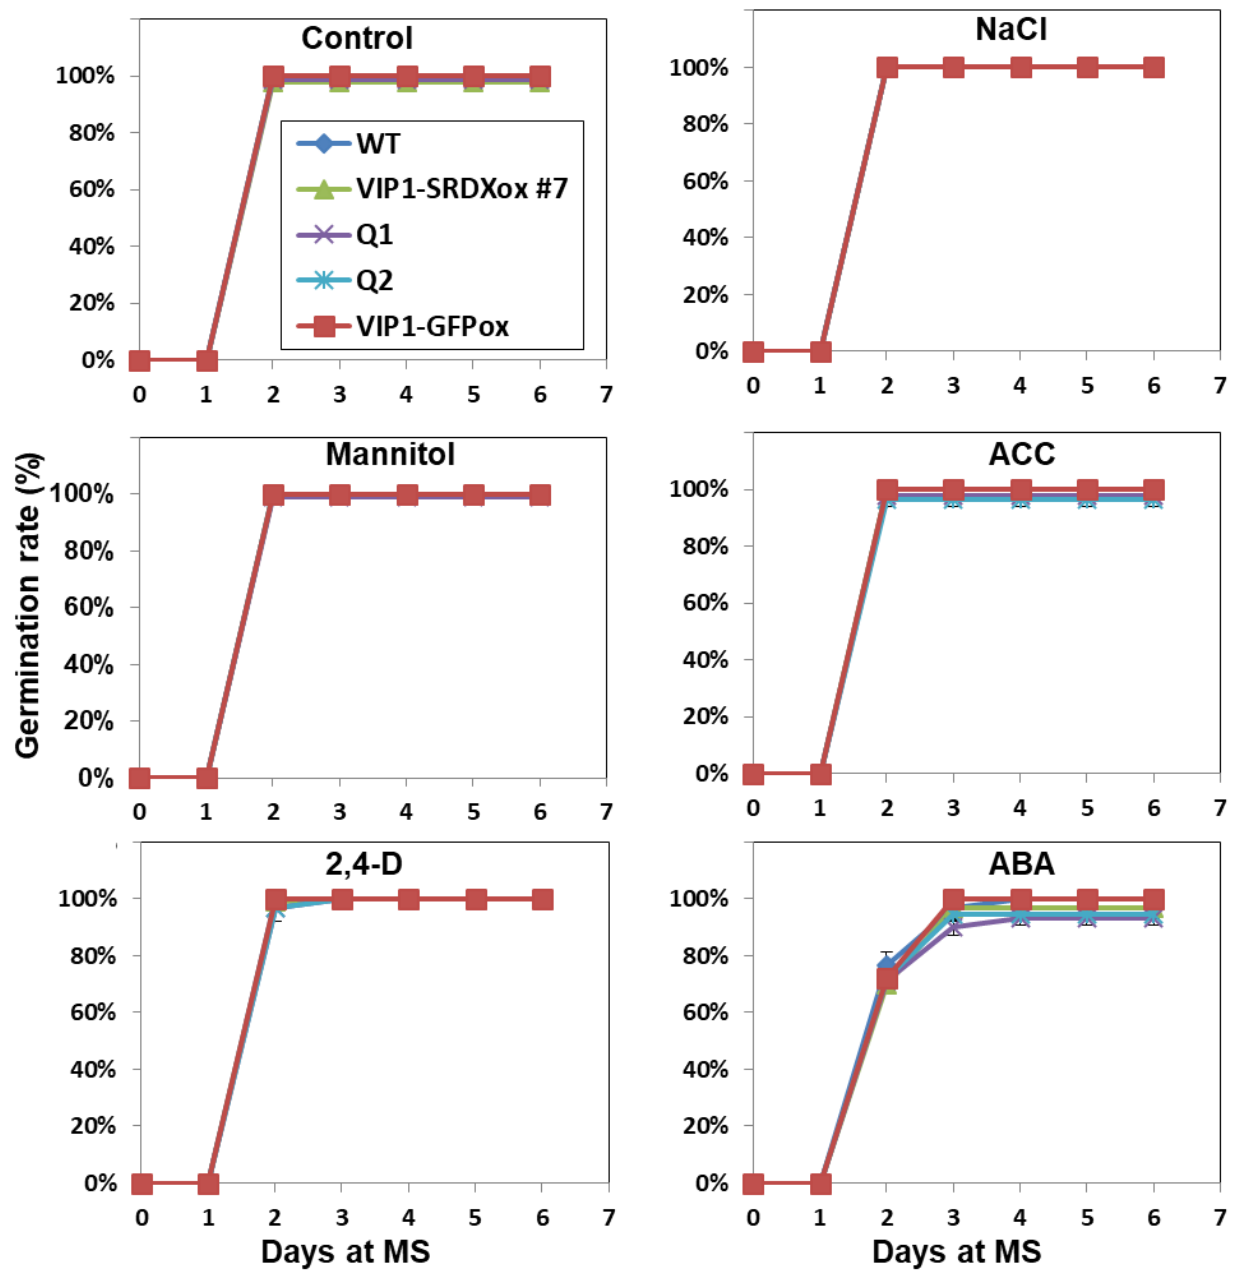 Control
100%
80%
60%
40%
20%
0%
0 1 2 3 4 5 6 7
WT
VIP1-SRDXox #7
Q1
Q2
VIP1-GFPox
NaCl
100%
80%
60%
40%
20%
0%
0 1 2 3 4 5 6 7
Germination rate (%)
Mannitol
100%
80%
60%
40%
20%
0%
0 1 2 3 4 5 6 7
ACC
100%
80%
60%
40%
20%
0%
0 1 2 3 4 5 6 7
2,4-D
100%
80%
60%
40%
20%
0%
0 1 2 3 4 5 6 7
Days at MS
ABA
100%
80%
60%
40%
20%
0%
0 1 2 3 4 5 6 7
Days at MS